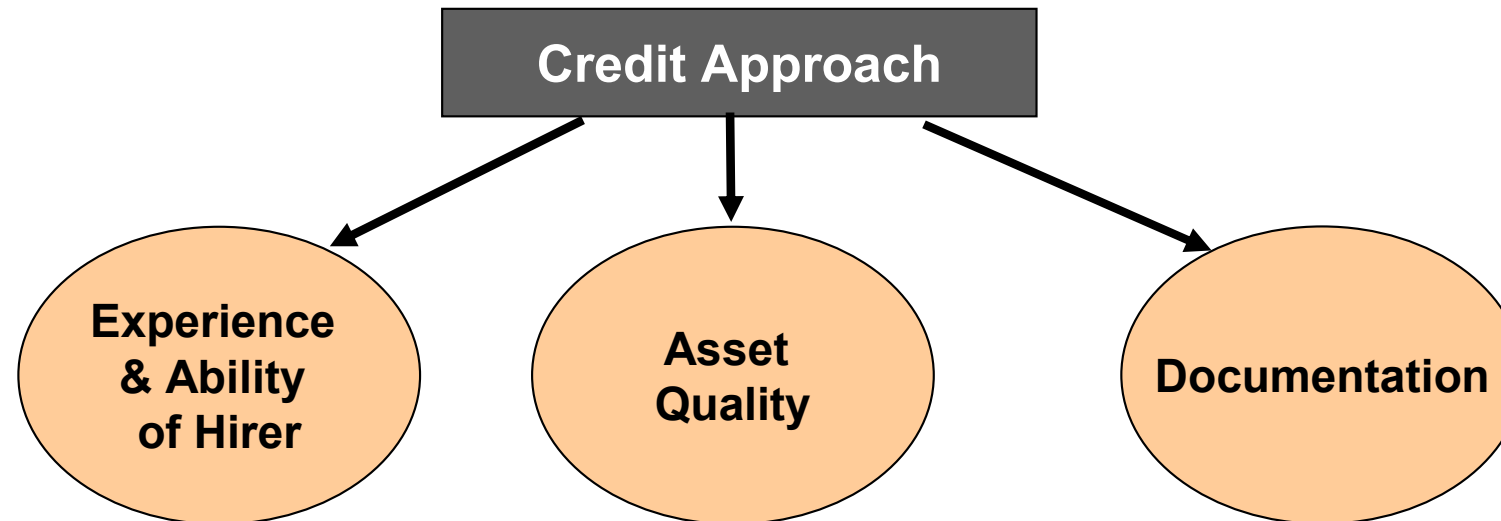 Credit Approach
Experience
& Ability
of Hirer
Asset
Quality
Documentation